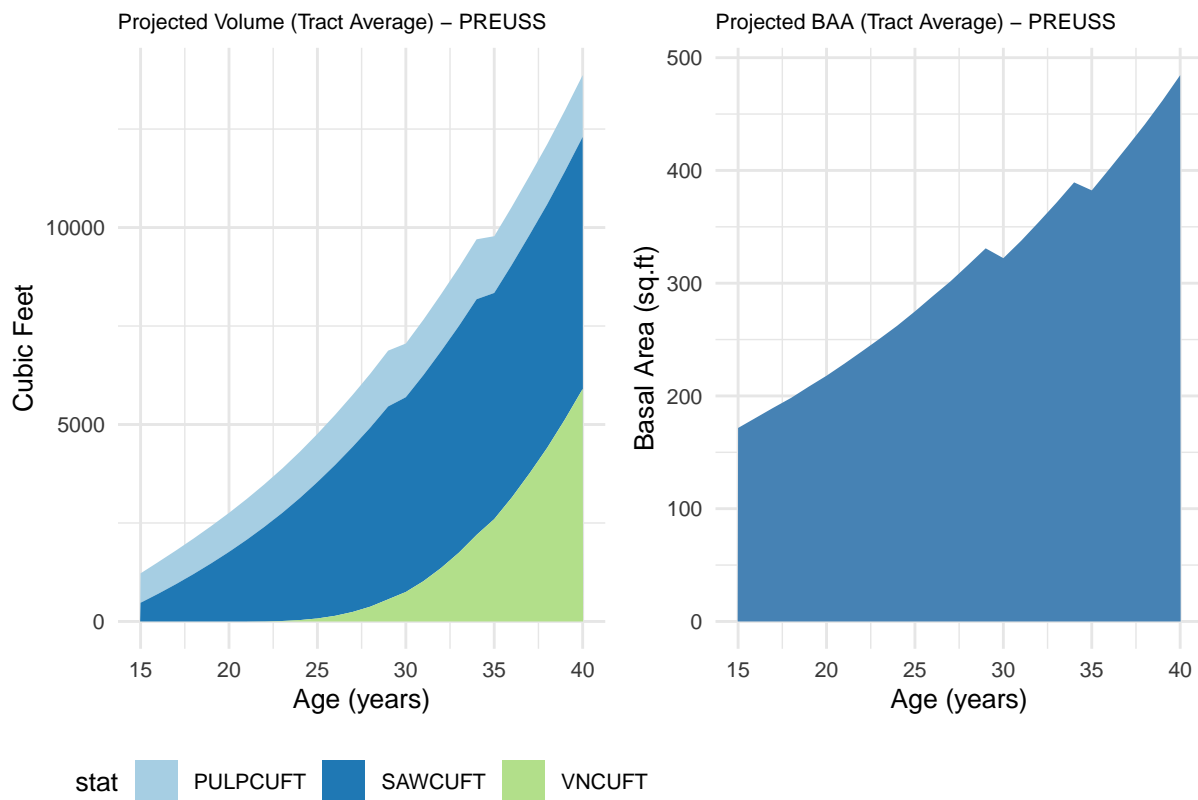 Projected Volume (Tract Average) – PREUSS
Cubic Feet
10000
5000
0
15 20 25 30 35 40
Age (years)
Projected BAA (Tract Average) – PREUSS
Basal Area (sq.ft)
500
400
300
200
100
0
15 20 25 30 35 40
Age (years)
stat PULPCUFT SAWCUFT VNCUFT